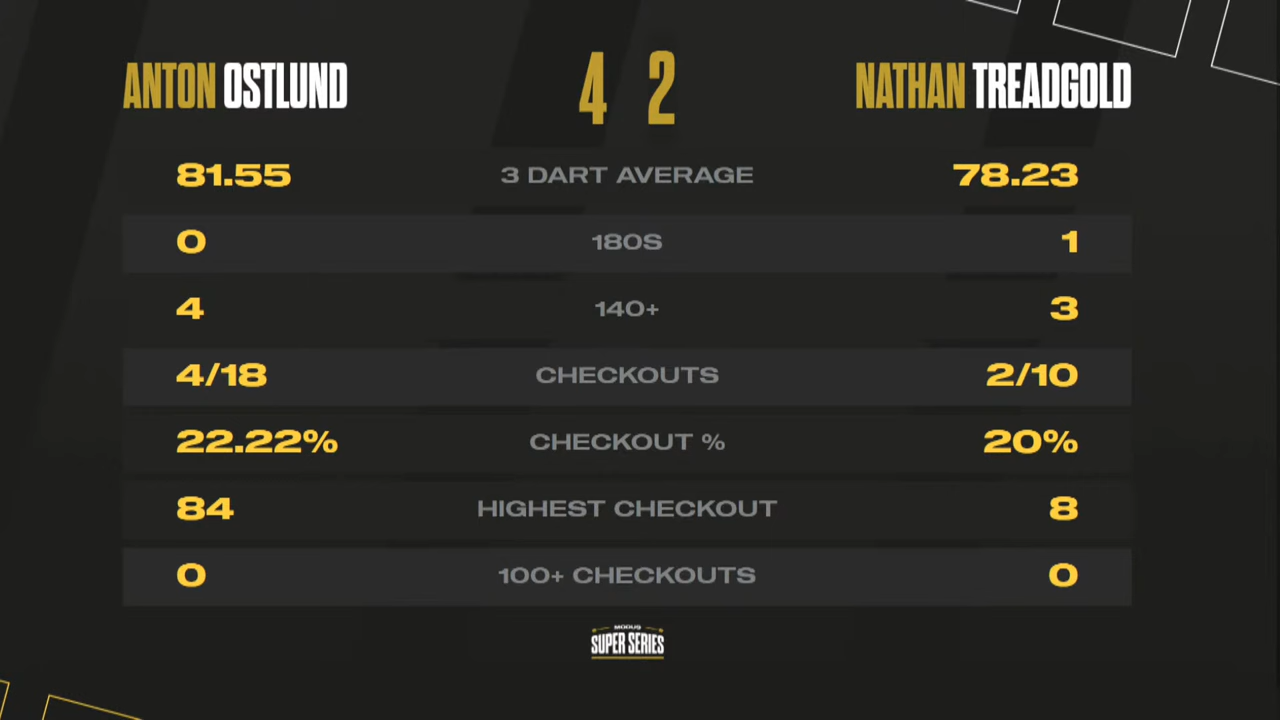 ANTON OSTLUND 4 2 NATHAN TREADGOLD
81.55 3 DART AVERAGE 78.23
0 180S 1
4 140+ 3
4/18 CHECKOUTS 2/10
22.22% CHECKOUT % 20%
84 HIGHEST CHECKOUT 8
0 100+ CHECKOUTS 0
MODUS
SUPER SERIES